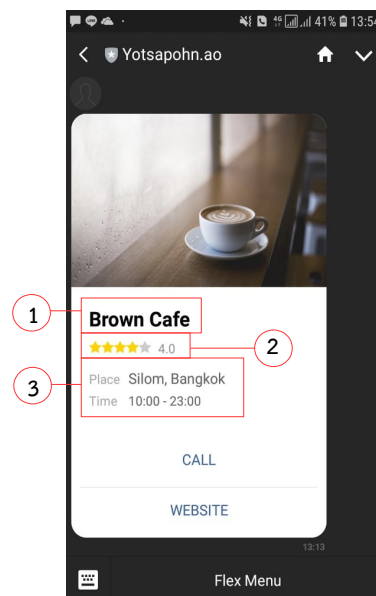 4G 41% 13:54
Yotsapohn.ao
1 Brown Cafe
4.0 2
3 Place Silom, Bangkok
Time 10:00 - 23:00
CALL
WEBSITE
13:13
Flex Menu